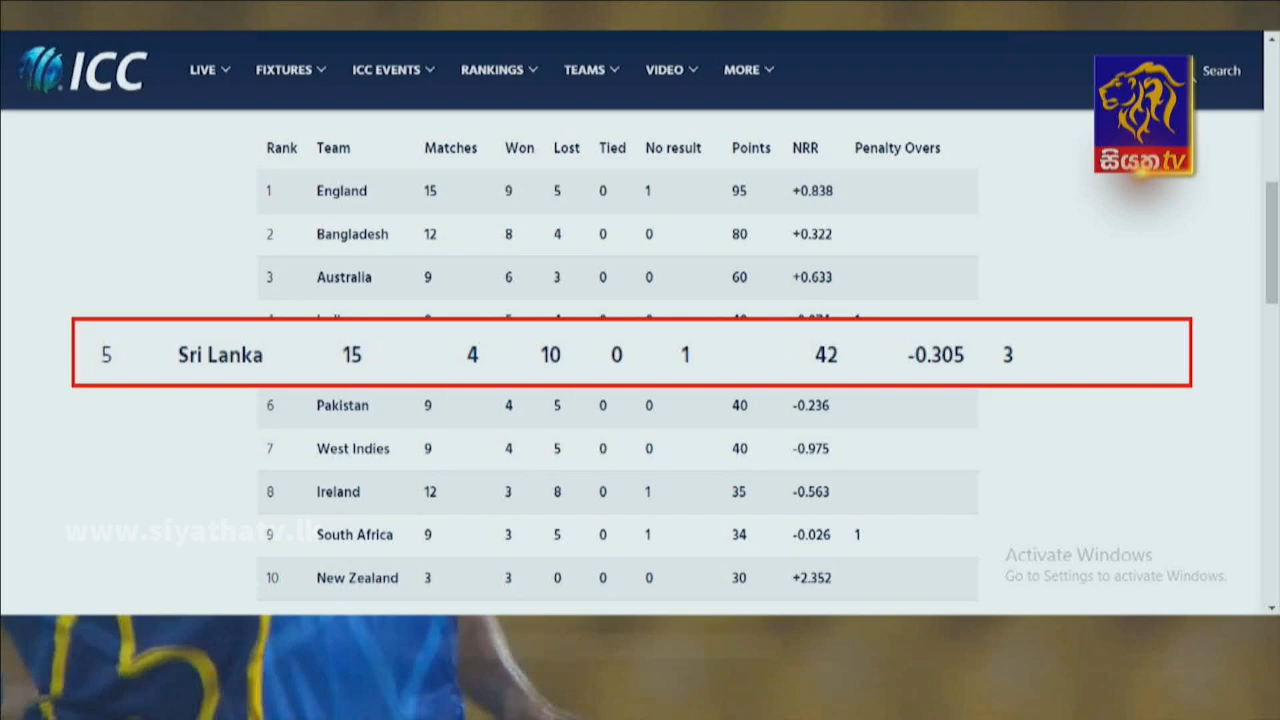 ICC LIVE FIXTURES ICC EVENTS RANKINGS TEAMS VIDEO MORE Search
සියත tv
Rank Team Matches Won Lost Tied No result Points NRR Penalty Overs
1 England 15 9 5 0 1 95 +0.838
2 Bangladesh 12 8 4 0 0 80 +0.322
3 Australia 9 6 3 0 0 60 +0.633
5 Sri Lanka 15 4 10 0 1 42 -0.305 3
6 Pakistan 9 4 5 0 0 40 -0.236
7 West Indies 9 4 5 0 0 40 -0.975
8 Ireland 12 3 8 0 1 35 -0.563
www.siyathatv.lk
9 South Africa 9 3 5 0 1 34 -0.026 1
Activate Windows
Go to Settings to activate Windows.
10 New Zealand 3 3 0 0 0 30 +2.352